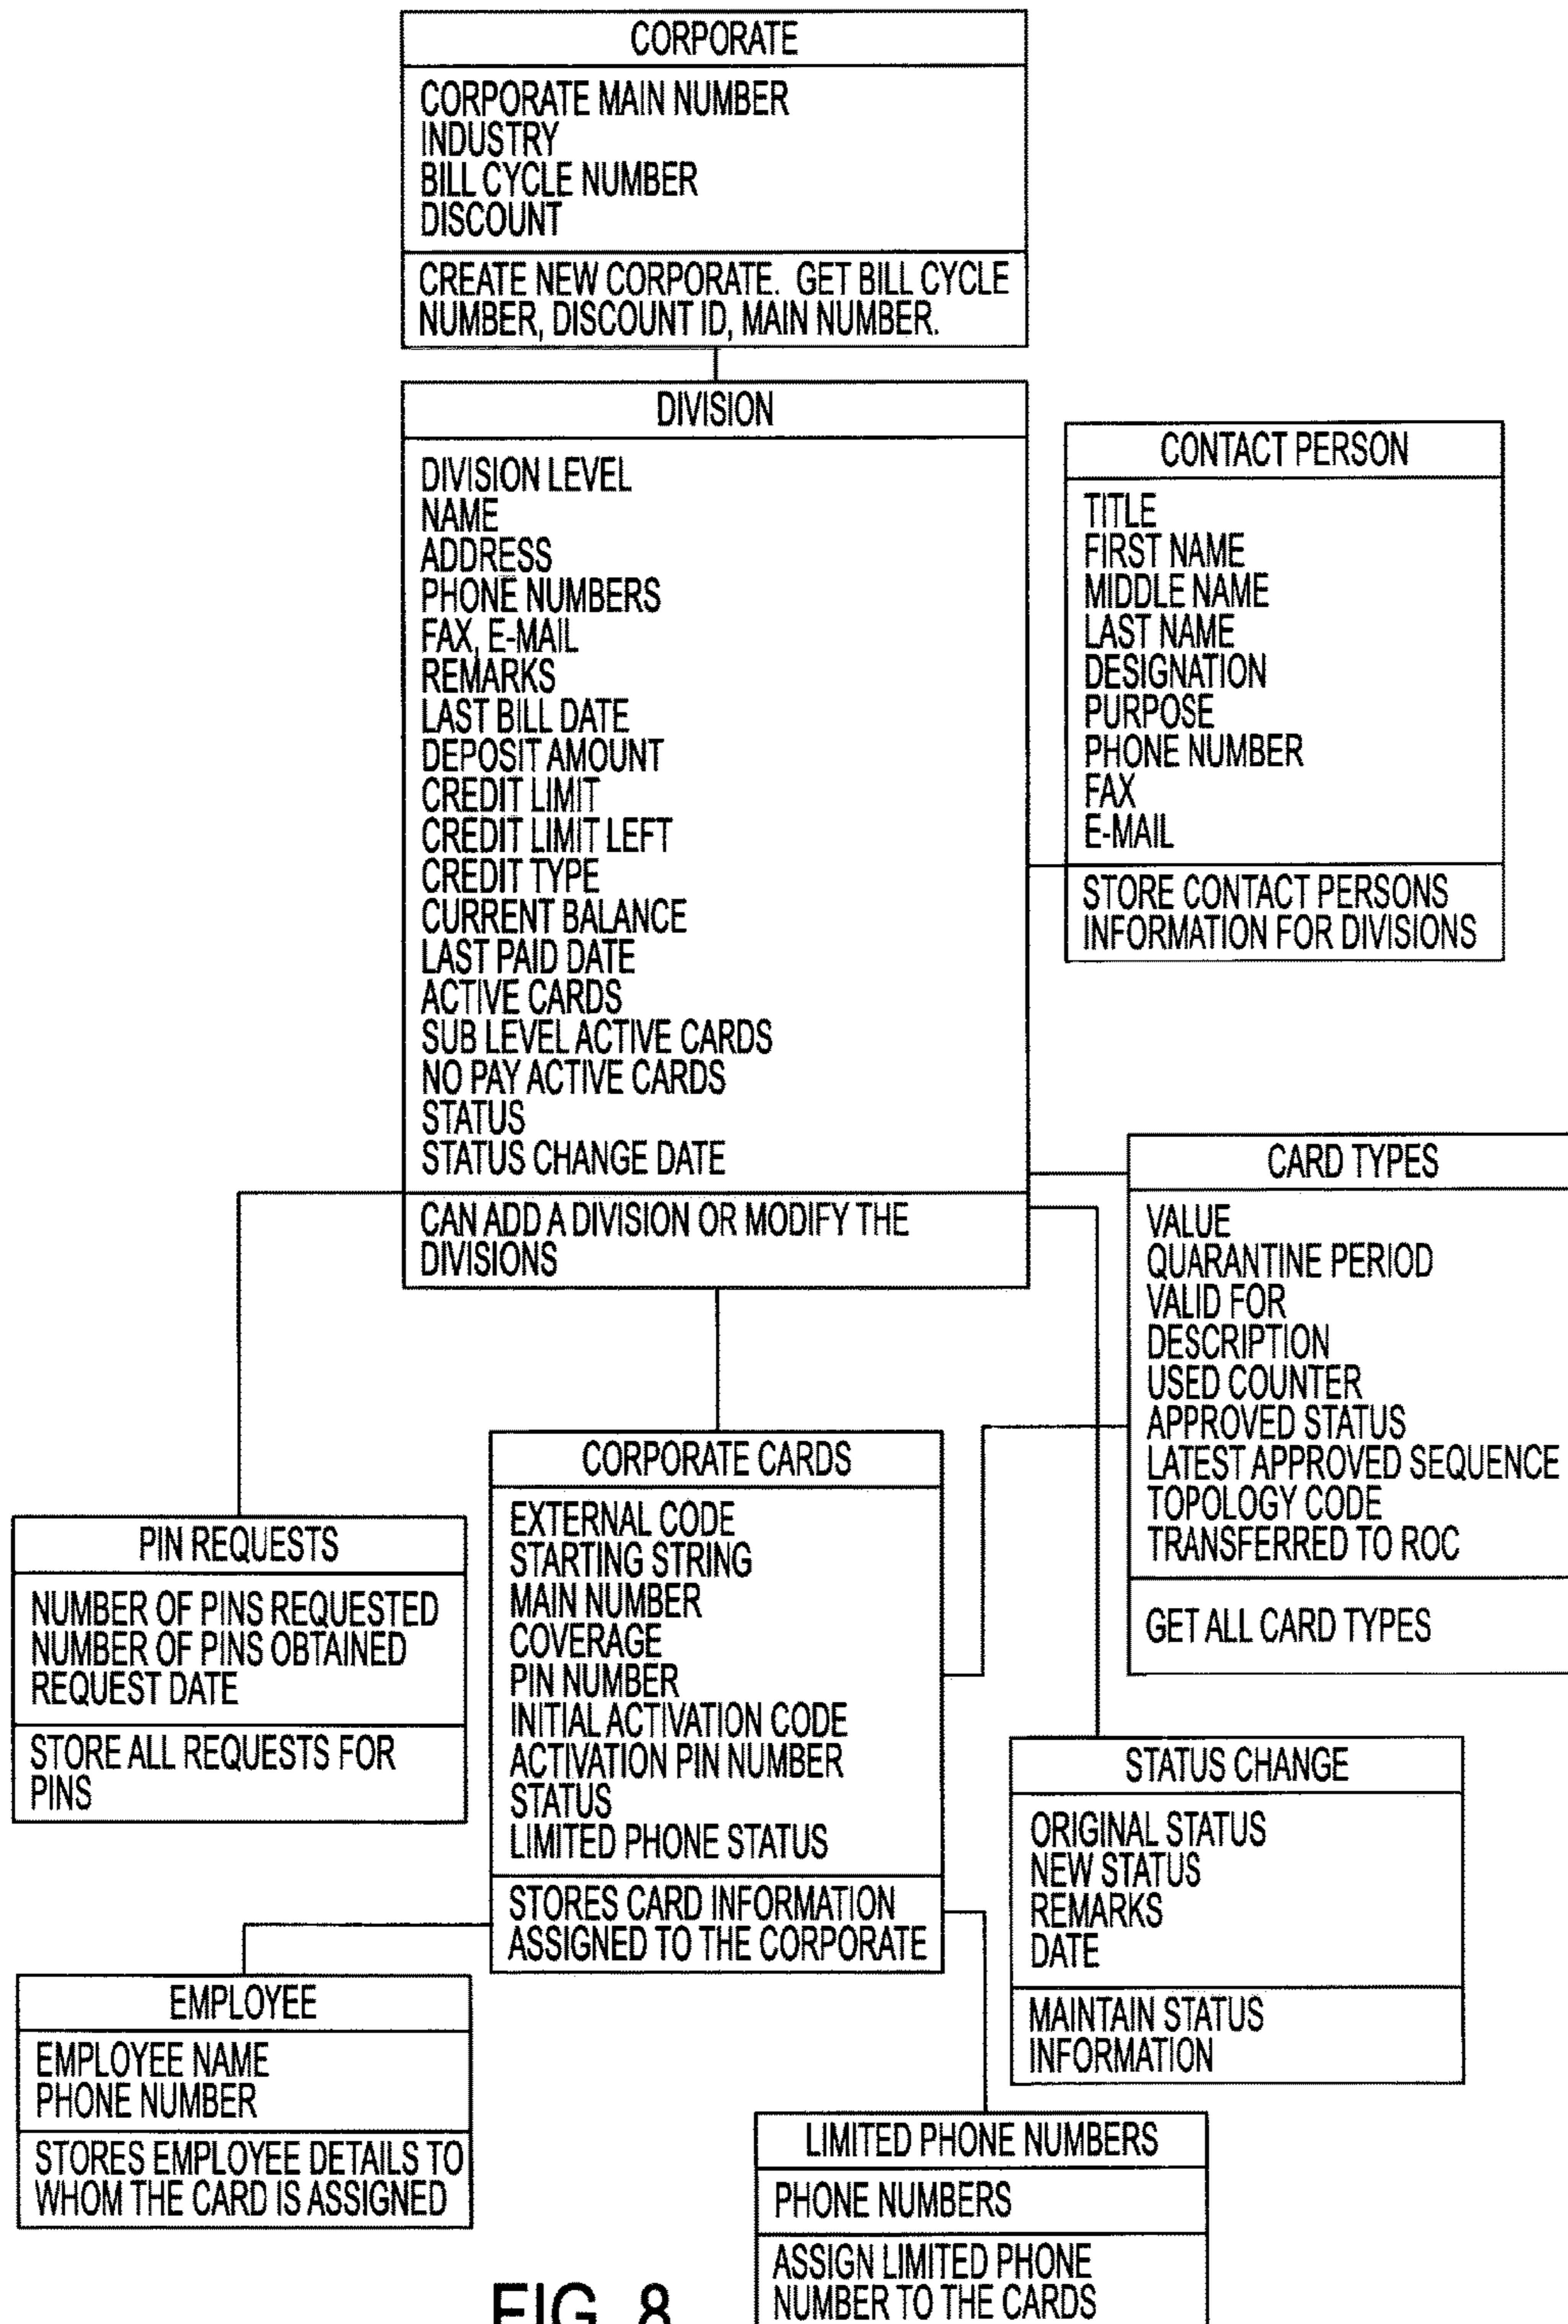 CORPORATE
CORPORATE MAIN NUMBER
INDUSTRY
BILL CYCLE NUMBER
DISCOUNT
CREATE NEW CORPORATE. GET BILL CYCLE
NUMBER, DISCOUNT ID, MAIN NUMBER.
DIVISION
DIVISION LEVEL
NAME
ADDRESS
PHONE NUMBERS
FAX, E-MAIL
REMARKS
LAST BILL DATE
DEPOSIT AMOUNT
CREDIT LIMIT
CREDIT LIMIT LEFT
CREDIT TYPE
CURRENT BALANCE
LAST PAID DATE
ACTIVE CARDS
SUB LEVEL ACTIVE CARDS
NO PAY ACTIVE CARDS
STATUS
STATUS CHANGE DATE
CAN ADD A DIVISION OR MODIFY THE
DIVISIONS
CONTACT PERSON
TITLE
FIRST NAME
MIDDLE NAME
LAST NAME
DESIGNATION
PURPOSE
PHONE NUMBER
FAX
E-MAIL
STORE CONTACT PERSONS
INFORMATION FOR DIVISIONS
CARD TYPES
VALUE
QUARANTINE PERIOD
VALID FOR
DESCRIPTION
USED COUNTER
APPROVED STATUS
LATEST APPROVED SEQUENCE
TOPOLOGY CODE
TRANSFERRED TO ROC
GET ALL CARD TYPES
PIN REQUESTS
NUMBER OF PINS REQUESTED
NUMBER OF PINS OBTAINED
REQUEST DATE
STORE ALL REQUESTS FOR
PINS
CORPORATE CARDS
EXTERNAL CODE
STARTING STRING
MAIN NUMBER
COVERAGE
PIN NUMBER
INITIAL ACTIVATION CODE
ACTIVATION PIN NUMBER
STATUS
LIMITED PHONE STATUS
STORES CARD INFORMATION
ASSIGNED TO THE CORPORATE
STATUS CHANGE
ORIGINAL STATUS
NEW STATUS
REMARKS
DATE
MAINTAIN STATUS
INFORMATION
EMPLOYEE
EMPLOYEE NAME
PHONE NUMBER
STORES EMPLOYEE DETAILS TO
WHOM THE CARD IS ASSIGNED
LIMITED PHONE NUMBERS
PHONE NUMBERS
ASSIGN LIMITED PHONE
NUMBER TO THE CARDS
FIG. 8